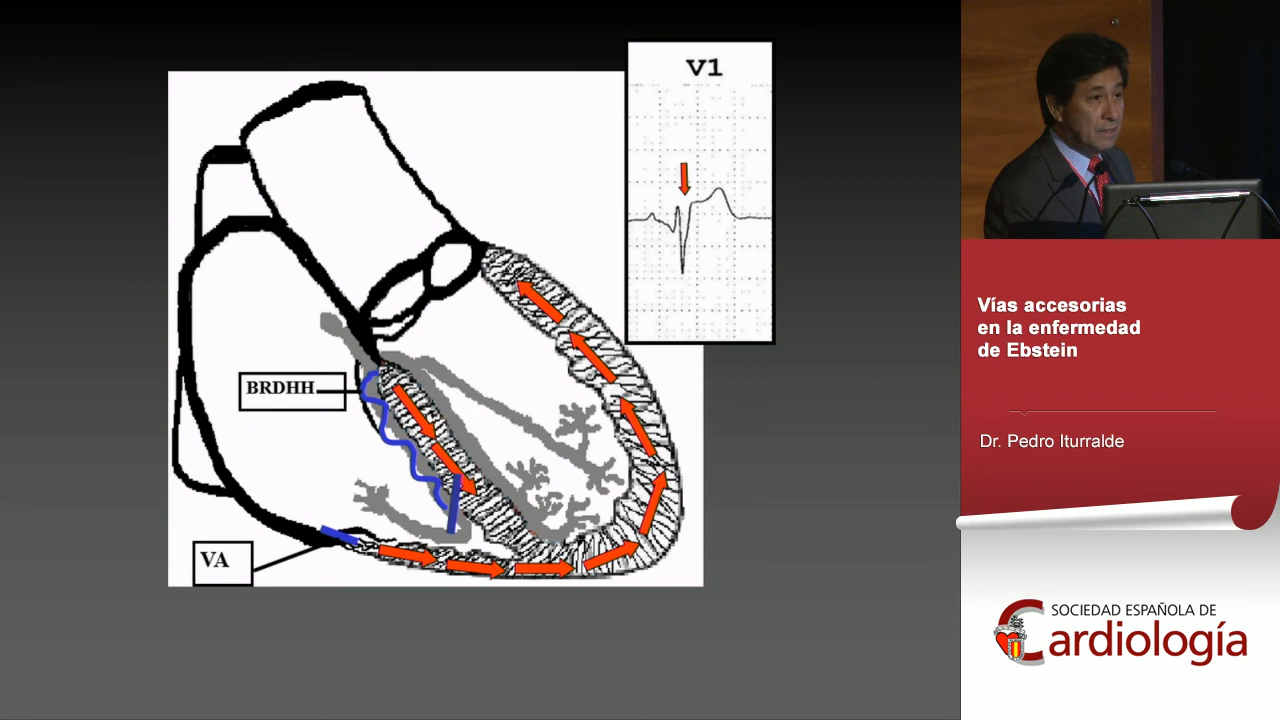 V1
BRDHH
VA
Vías accesorias
en la enfermedad
de Ebstein
Dr. Pedro Iturralde
SOCIEDAD ESPAÑOLA DE
Cardiología